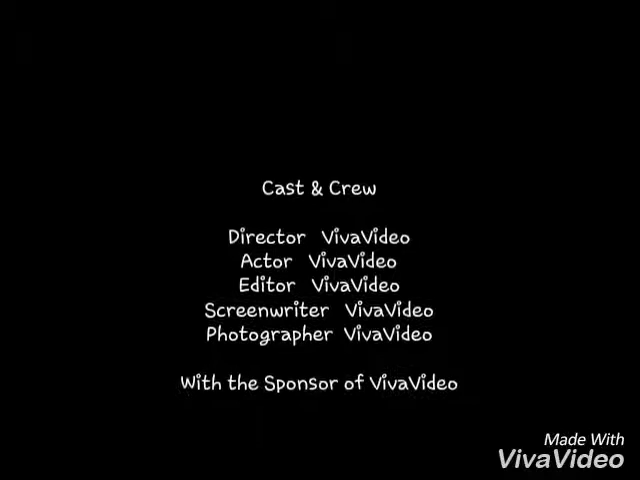 Cast & Crew
Director VivaVideo
Actor VivaVideo
Editor VivaVideo
Screenwriter VivaVideo
Photographer VivaVideo
With the Sponsor of VivaVideo
Made With
VivaVideo